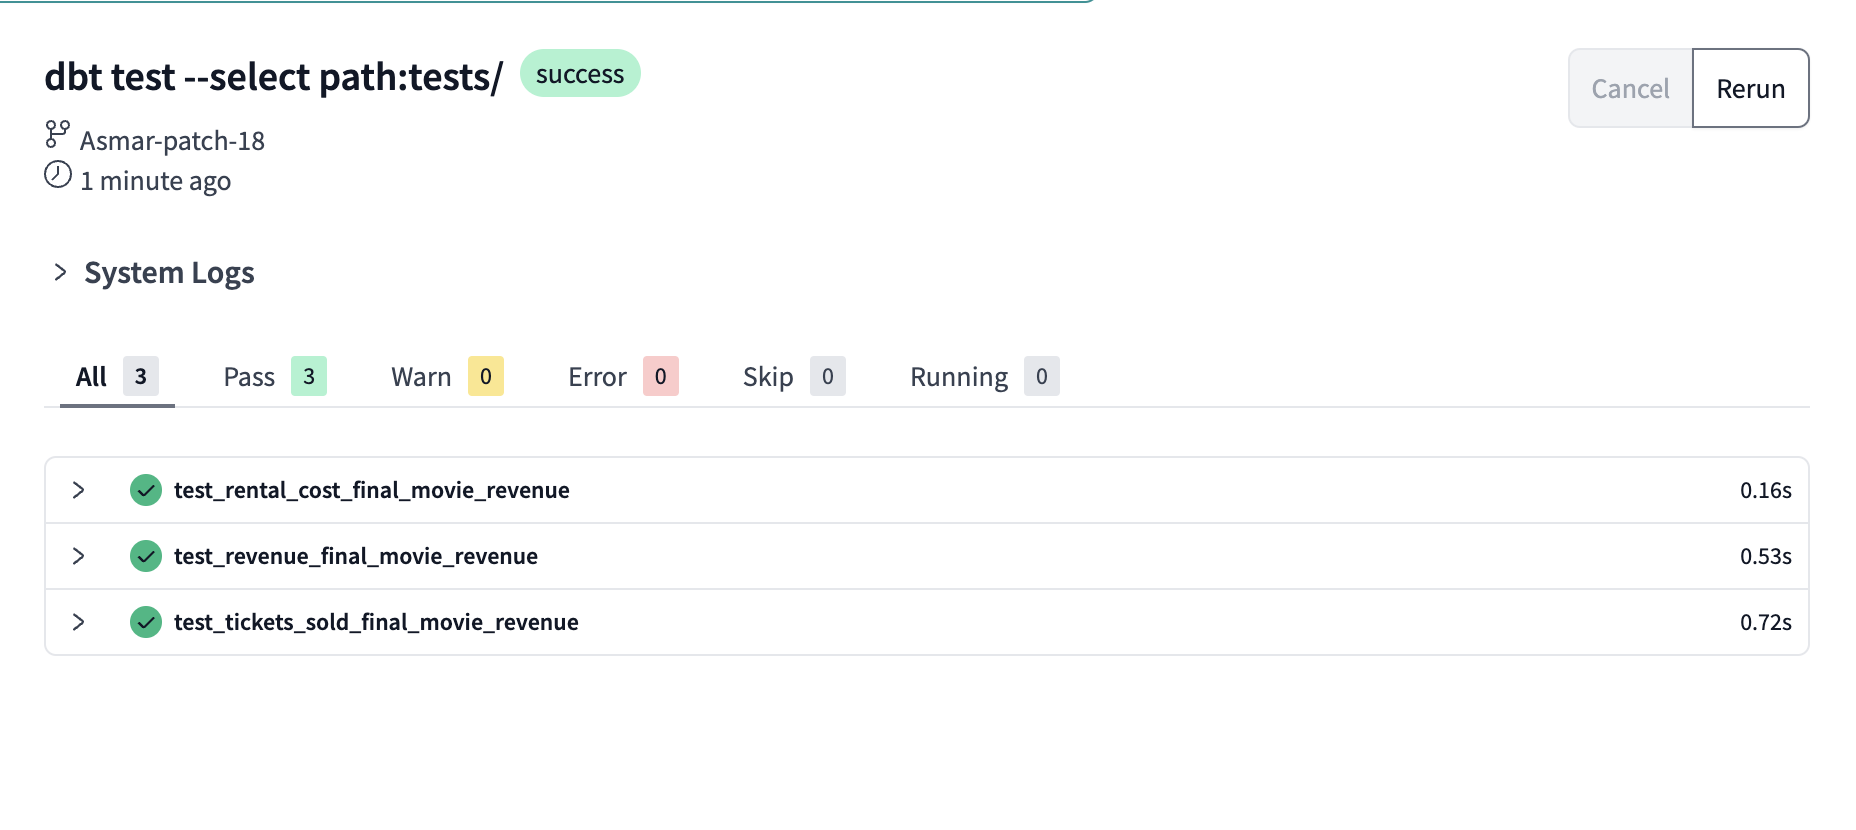 dbt test --select path:tests/ success
Cancel Rerun
Asmar-patch-18
1 minute ago
System Logs
All 3 Pass 3 Warn 0 Error 0 Skip 0 Running 0
test_rental_cost_final_movie_revenue 0.16s
test_revenue_final_movie_revenue 0.53s
test_tickets_sold_final_movie_revenue 0.72s